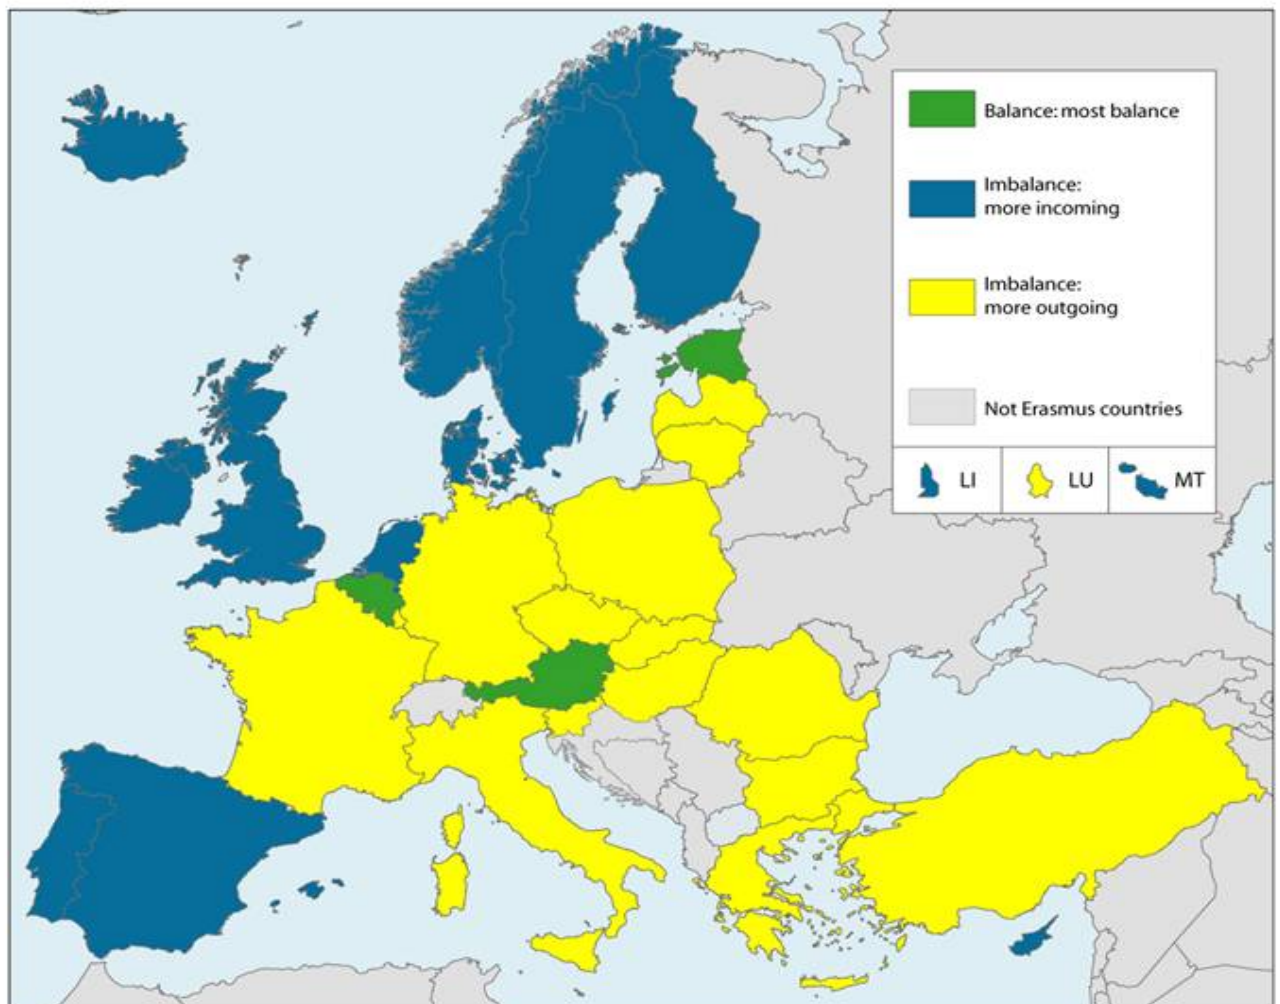 Balance: most balance
Imbalance:
more incoming
Imbalance:
more outgoing
Not Erasmus countries
LI
LU
MT